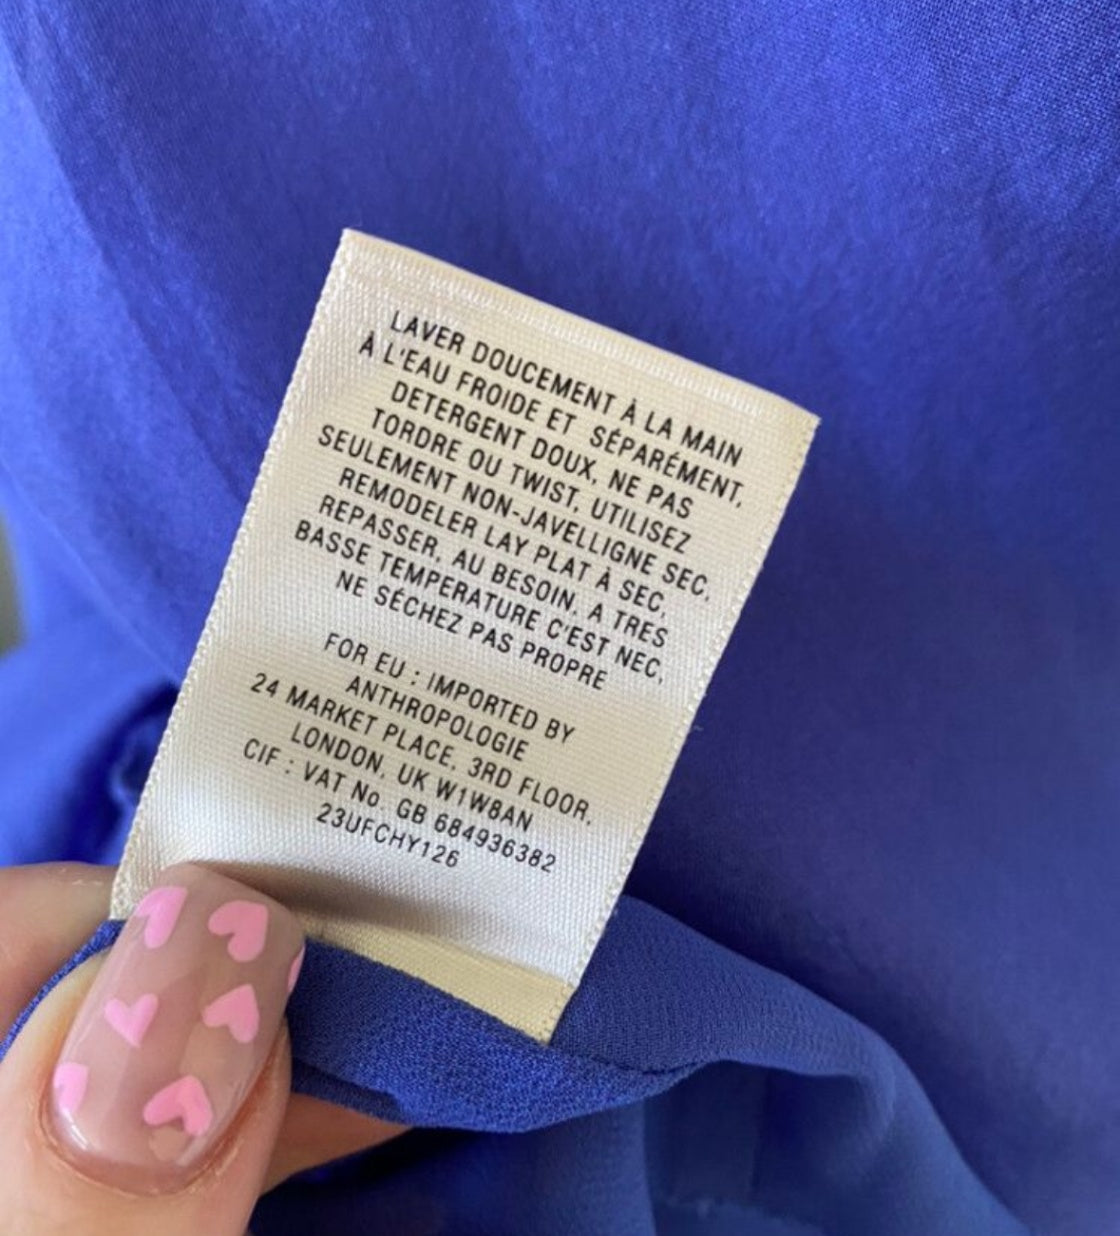 LAVER DOUCEMENT À LA MAIN
À L'EAU FROIDE ET SÉPARÉMENT,
DETERGENT DOUX, NE PAS
TORDRE OU TWIST, UTILISEZ
SEULEMENT NON-JAVELLIGNE SEC,
REMODELER LAY PLAT À SEC,
REPASSER, AU BESOIN, A TRES
BASSE TEMPERATURE C'EST NEC,
NE SÉCHEZ PAS PROPRE
FOR EU : IMPORTED BY
ANTHROPOLOGIE
24 MARKET PLACE, 3RD FLOOR,
LONDON, UK W1W8AN
CIF : VAT No. GB 684936382
23UFCHY126